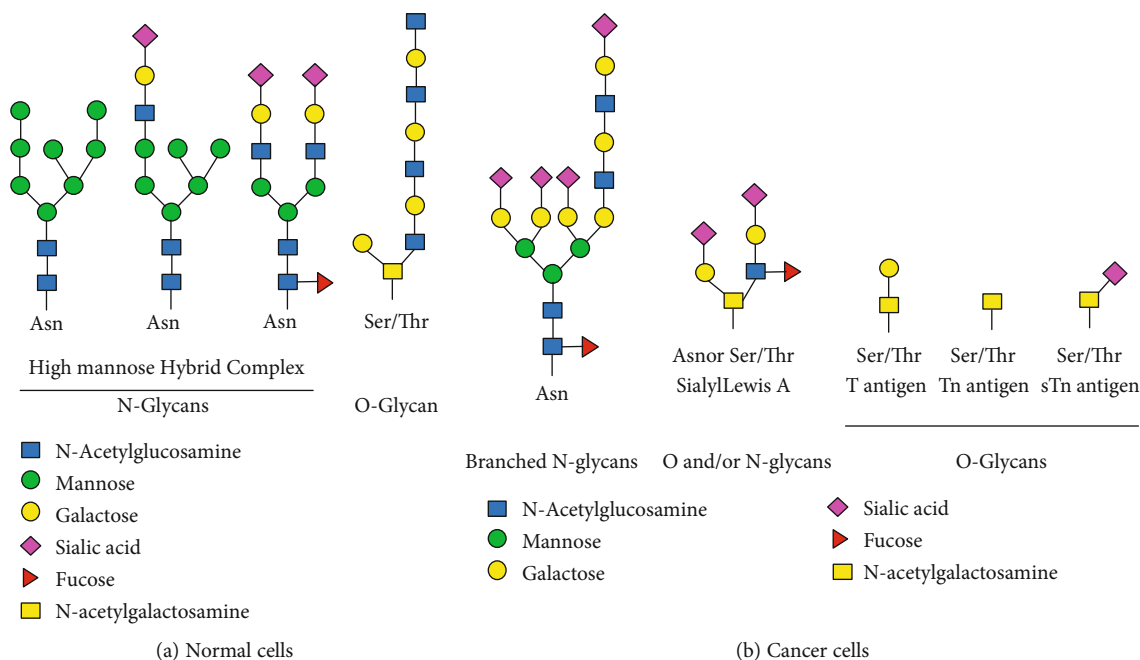 Asn
Asn
Asn
Ser/Thr
High mannose Hybrid Complex
N-Glycans
O-Glycan
N-Acetylglucosamine
Mannose
Galactose
Sialic acid
Fucose
N-acetylgalactosamine
(a) Normal cells
Asn
Asnor Ser/Thr
SialylLewis A
Ser/Thr
T antigen
Ser/Thr
Tn antigen
Ser/Thr
sTn antigen
Branched N-glycans
O and/or N-glycans
O-Glycans
N-Acetylglucosamine
Mannose
Galactose
Sialic acid
Fucose
N-acetylgalactosamine
(b) Cancer cells